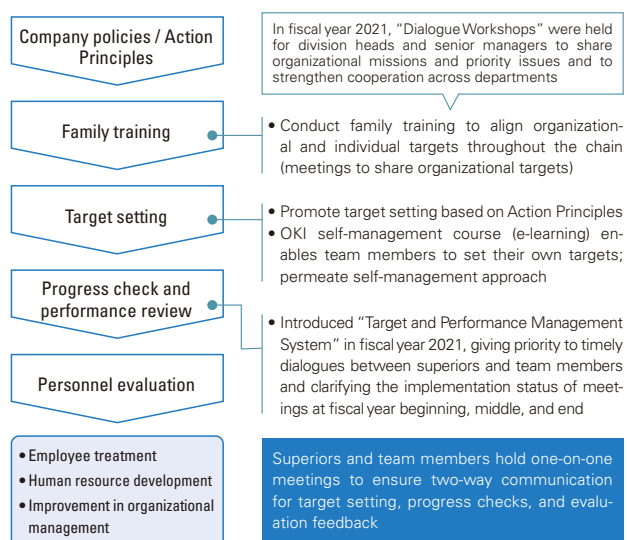 Company policies / Action
Principles
In fiscal year 2021, “Dialogue Workshops” were held
for division heads and senior managers to share
organizational missions and priority issues and to
strengthen cooperation across departments
Family training
• Conduct family training to align organization-
al and individual targets throughout the chain
(meetings to share organizational targets)
Target setting
• Promote target setting based on Action Principles
• OKI self-management course (e-learning) en-
ables team members to set their own targets;
permeate self-management approach
Progress check and
performance review
• Introduced “Target and Performance Management
System” in fiscal year 2021, giving priority to timely
dialogues between superiors and team members
and clarifying the implementation status of meet-
ings at fiscal year beginning, middle, and end
Personnel evaluation
• Employee treatment
• Human resource development
• Improvement in organizational
management
Superiors and team members hold one-on-one
meetings to ensure two-way communication
for target setting, progress checks, and evalu-
ation feedback